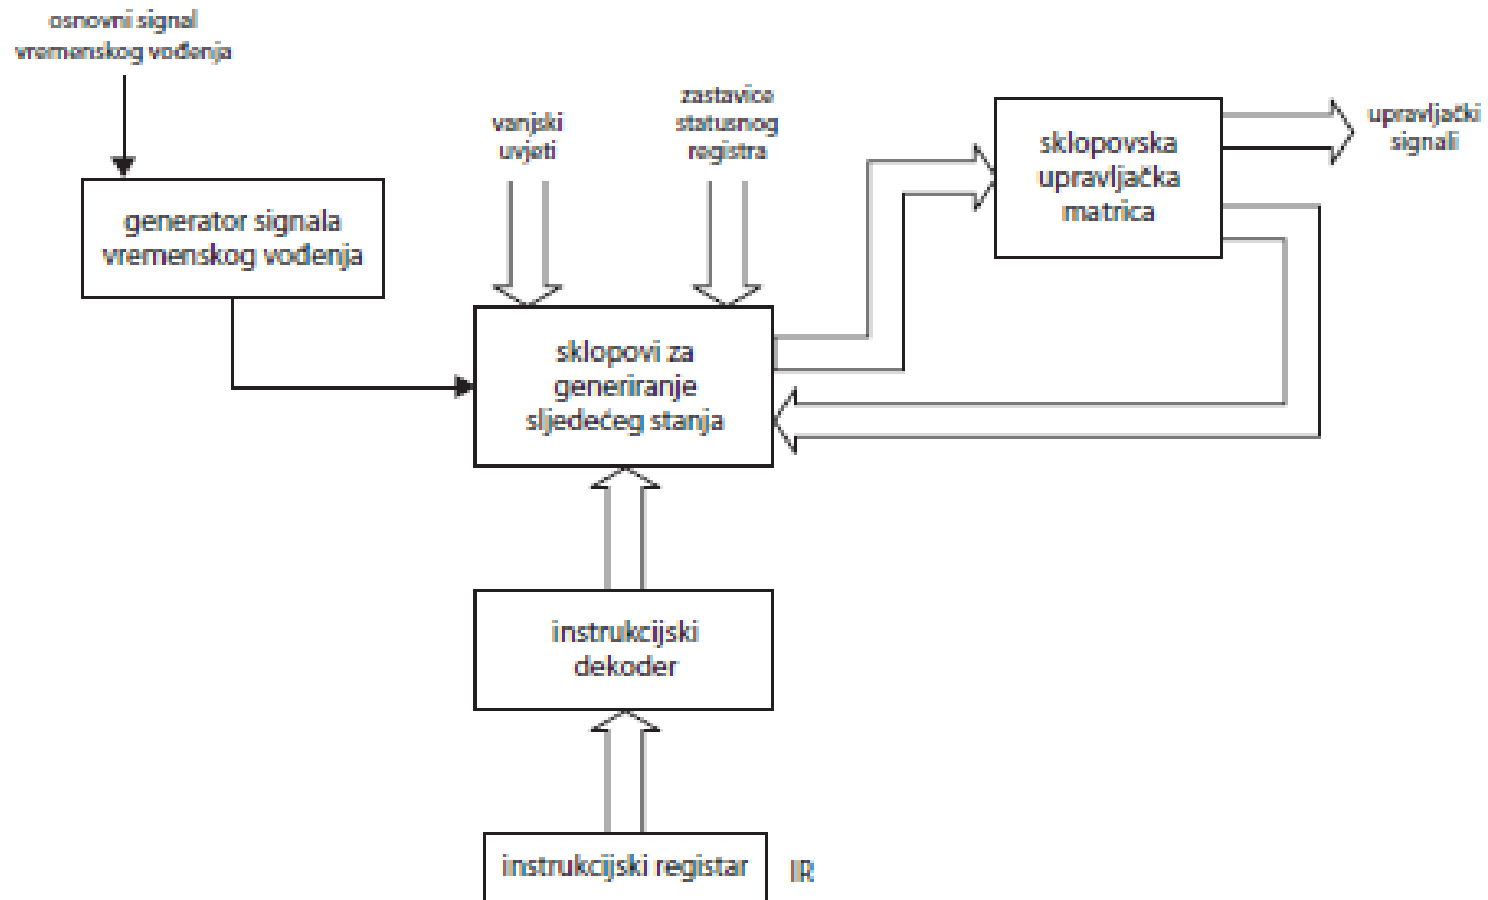 osnovni signal
vremenskog vođenja
zastavice
statusnog
registra
vanjski
uvjeti
sklopovska
upravljačka
matrica
upravljački
signali
generator signala
vremenskog vođenja
sklopovi za
generiranje
sljedećeg stanja
instrukcijski
dekoder
instrukcijski registar
IR